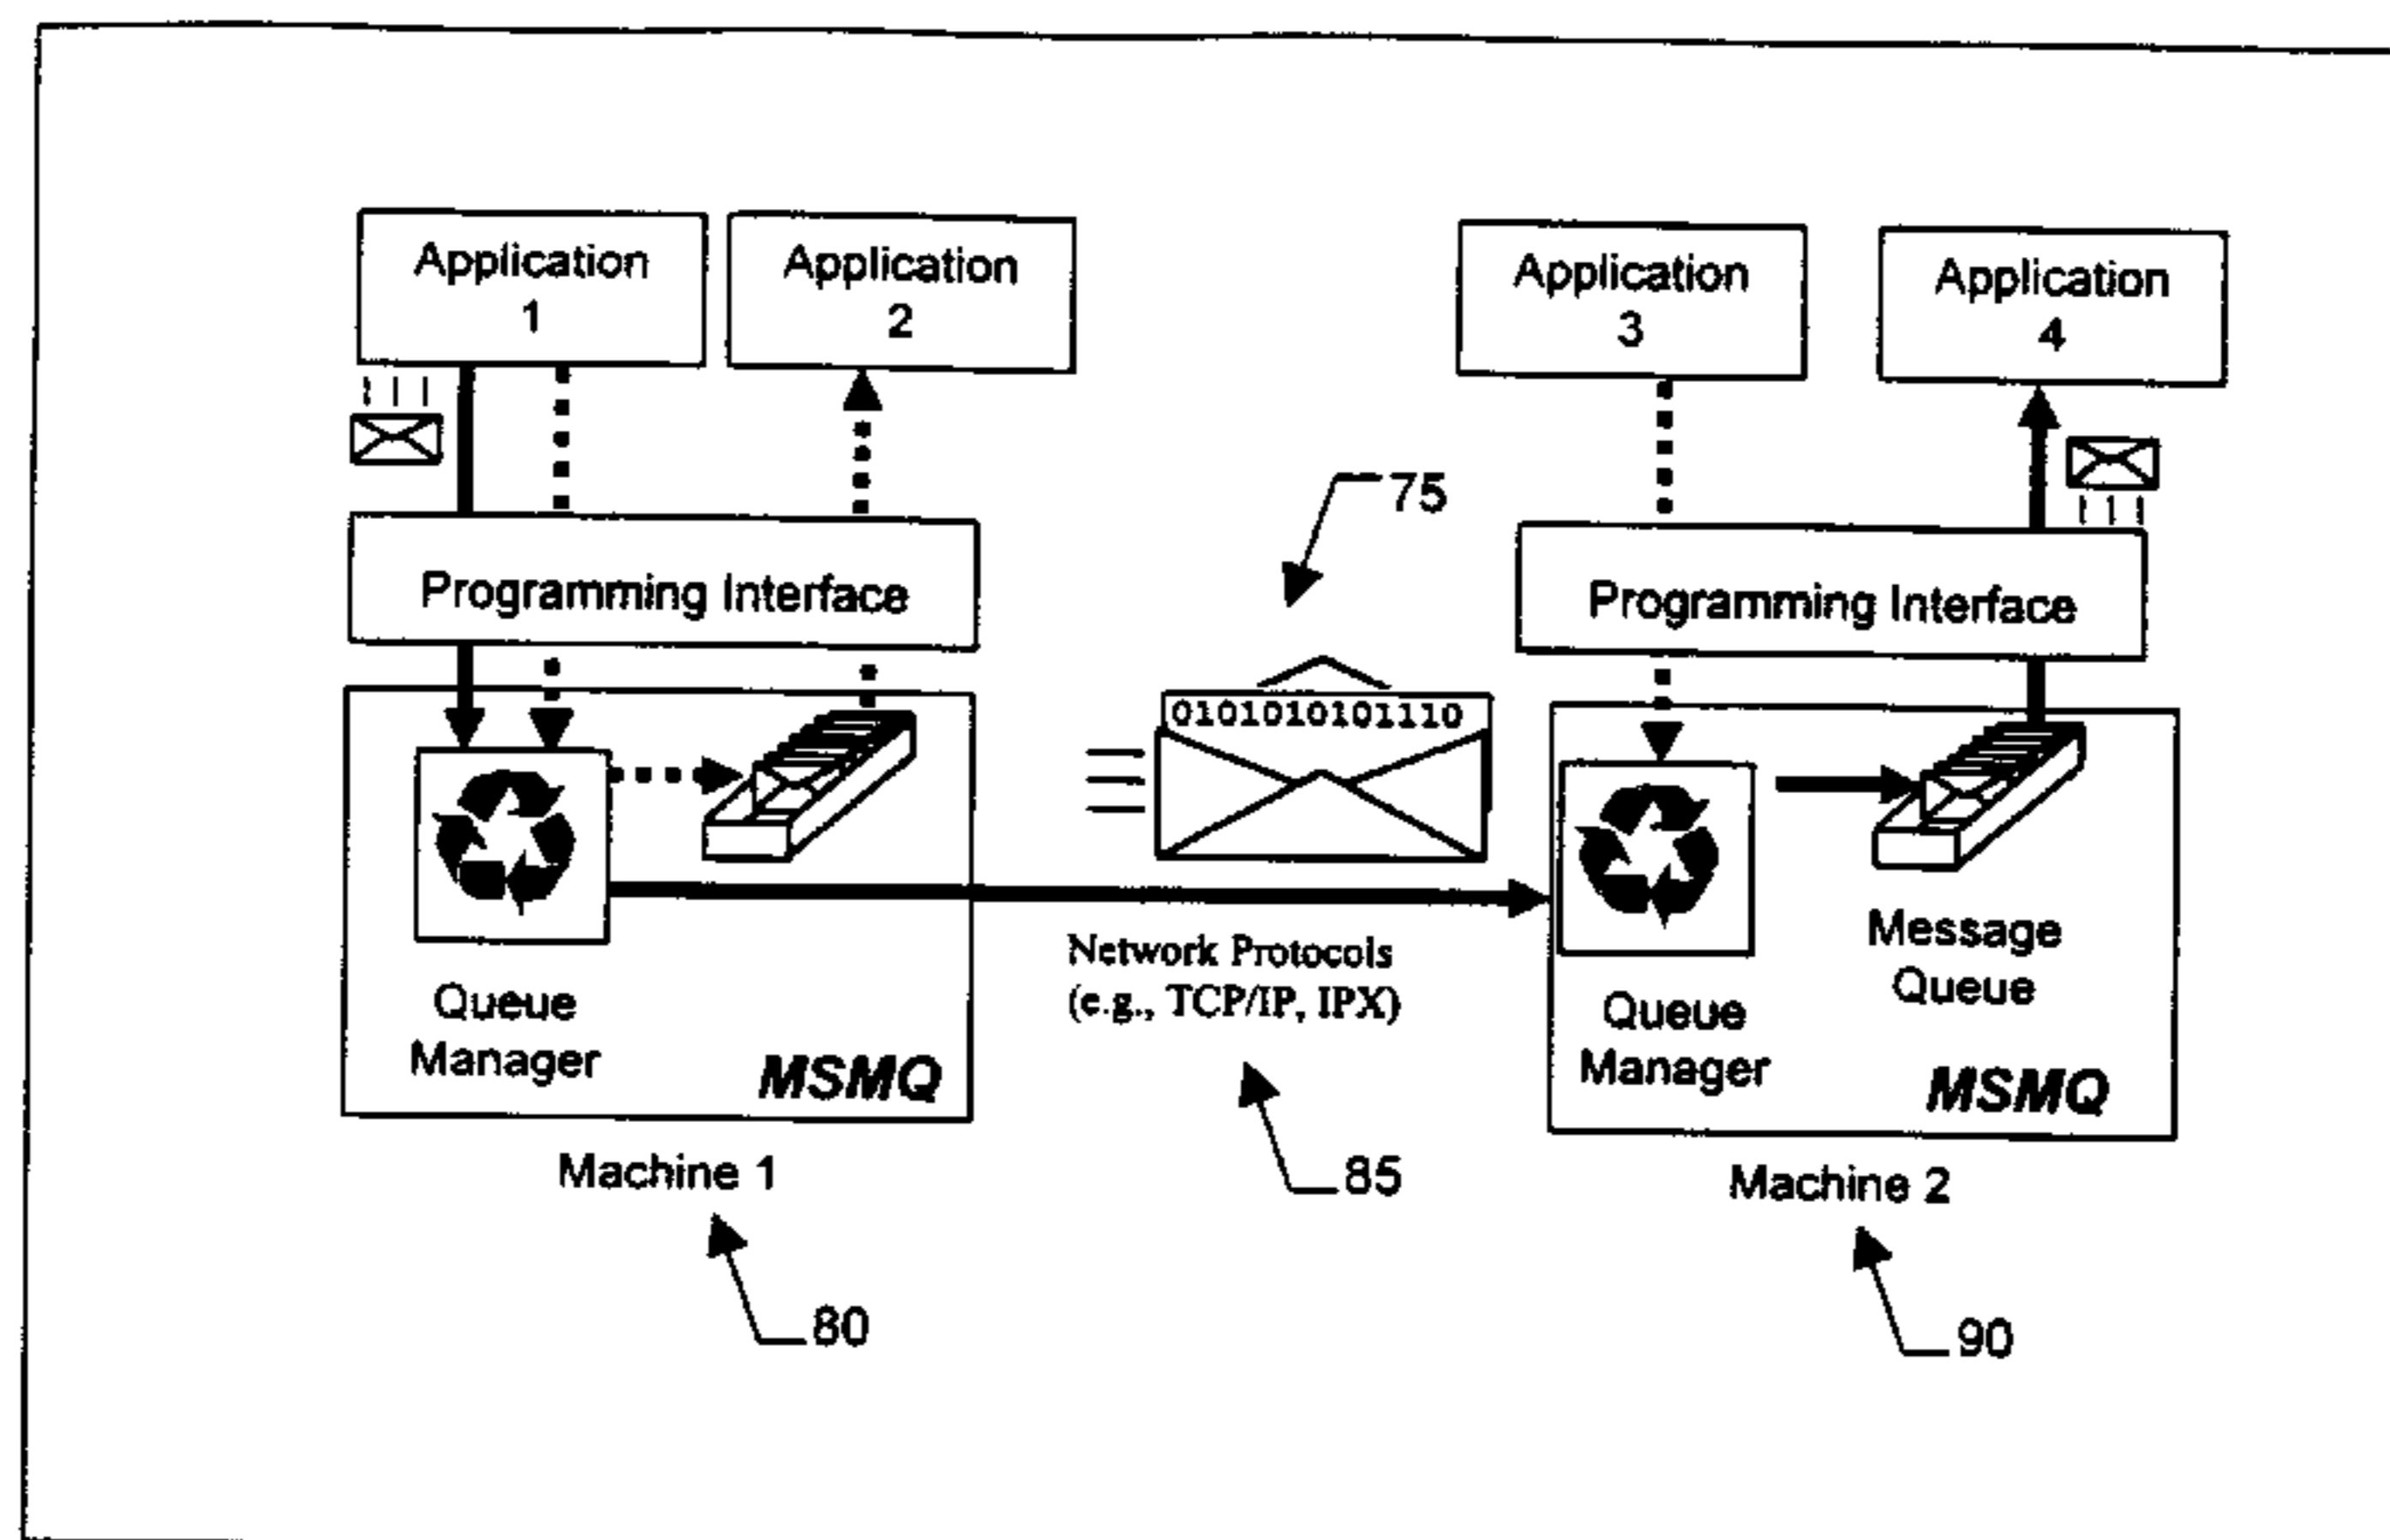 Application
1
Application
2
Application
3
Application
4
75
Programming Interface
Programming Interface
0101010101110
Network Protocols
(e.g., TCP/IP, IPX)
Queue
Manager
MSMQ
Message
Queue
Queue
Manager
MSMQ
Machine 1
85
Machine 2
80
90